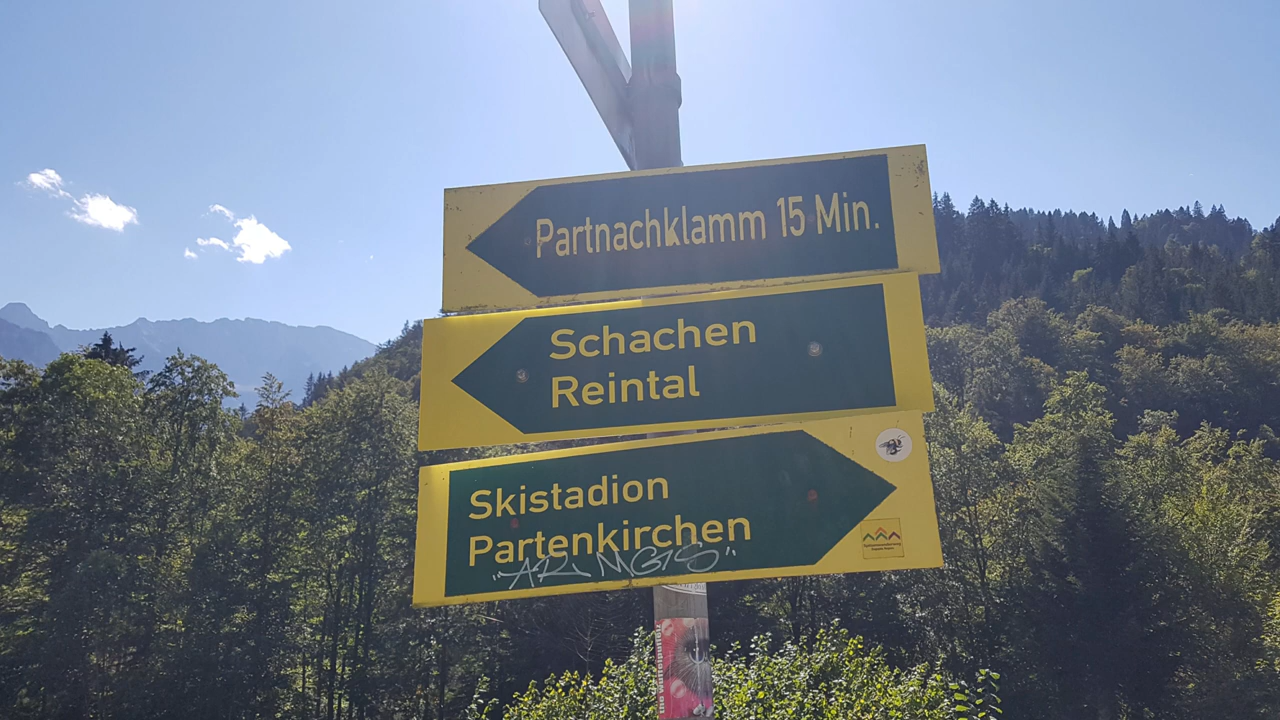 Partnachklamm 15 Min.
Schachen
Reintal
Skistadion
Partenkirchen